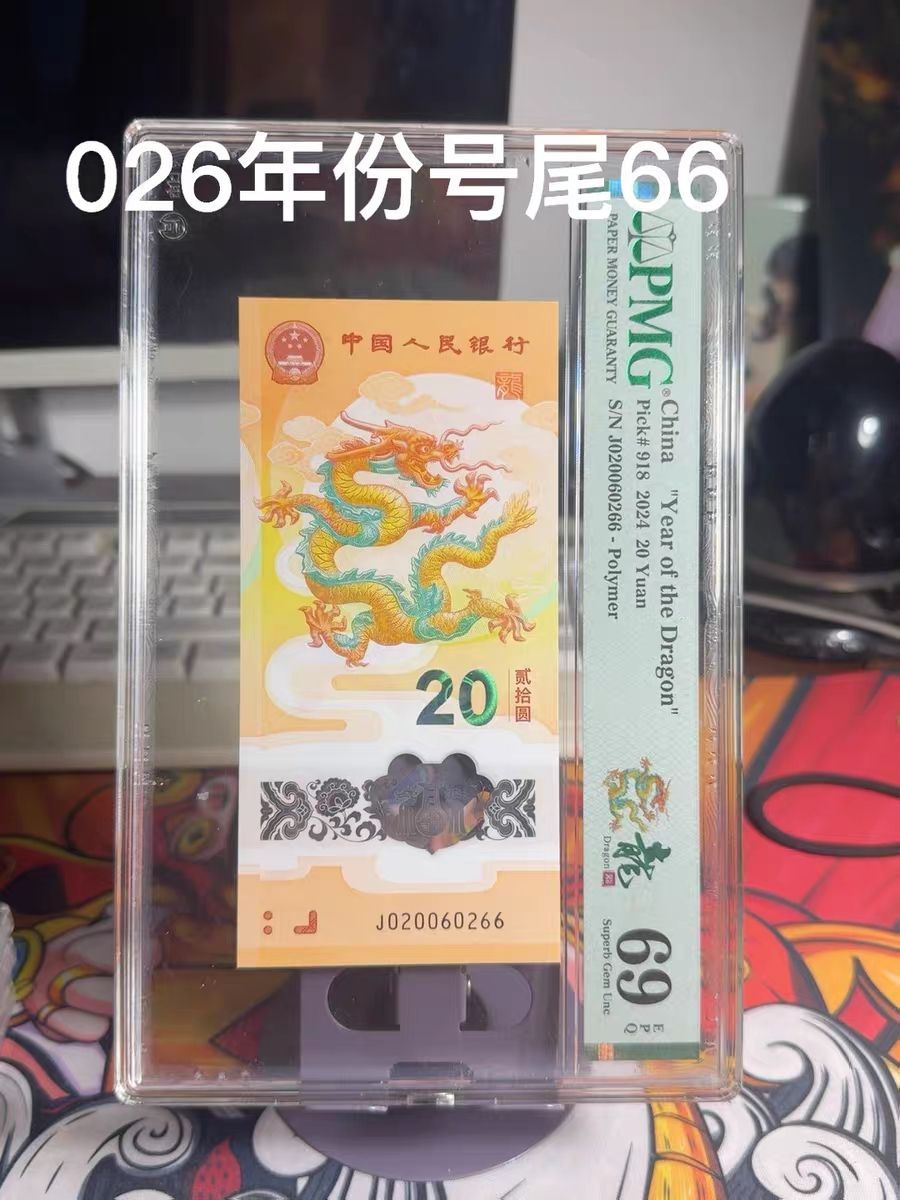 026年份号尾66
中国人民银行
龍
20
贰拾圆
J020060266
PMG
PAPER MONEY GUARANTY
China "Year of the Dragon"
Pick# 918 2024 20 Yuan
S/N J020060266 - Polymer
龍
Dragon
69
EPQ
Superb Gem Unc